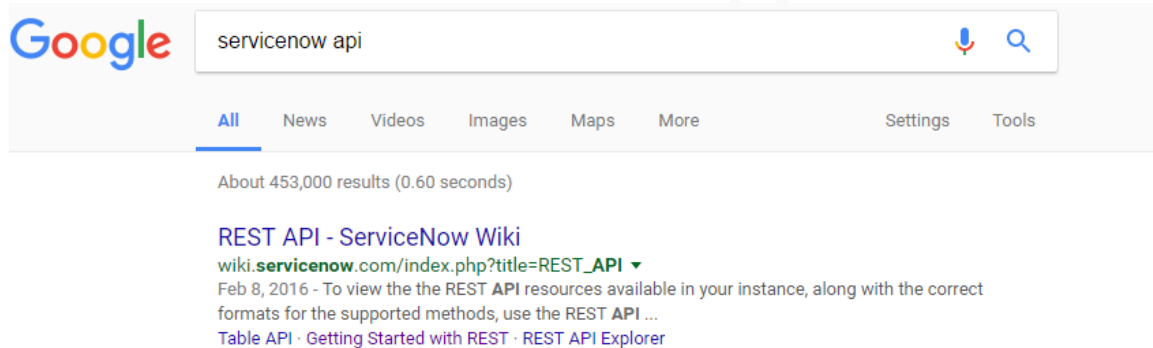 Google servicenow api
All News Videos Images Maps More Settings Tools
About 453,000 results (0.60 seconds)
REST API - ServiceNow Wiki
wiki.servicenow.com/index.php?title=REST_API
Feb 8, 2016 - To view the the REST API resources available in your instance, along with the correct
formats for the supported methods, use the REST API ...
Table API · Getting Started with REST · REST API Explorer